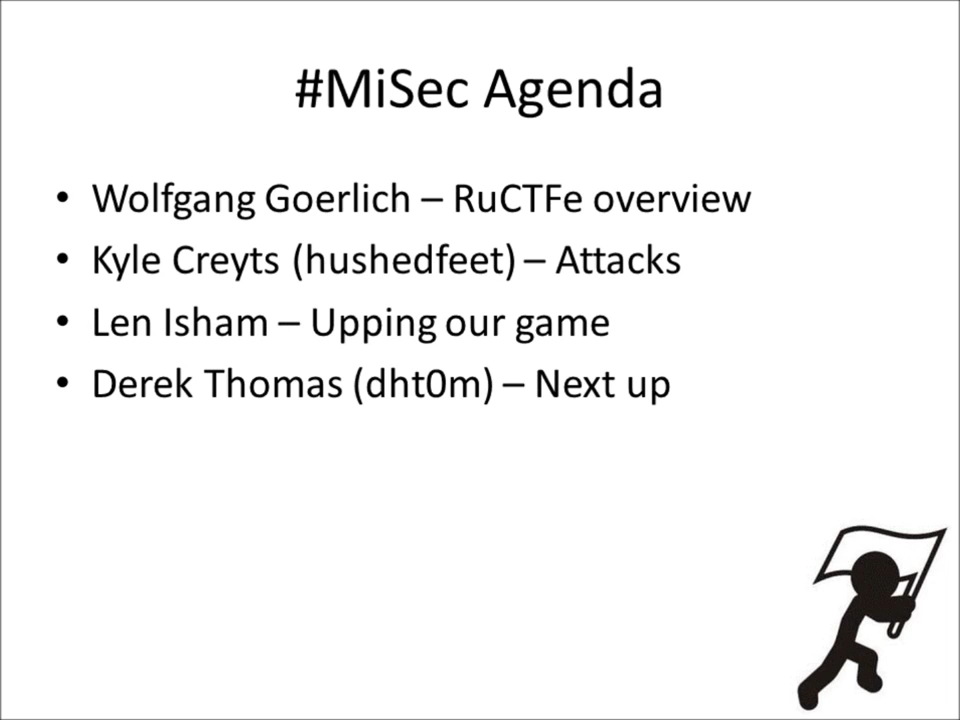 #MiSec Agenda
• Wolfgang Goerlich – RuCTFe overview
• Kyle Creyts (hushedfeet) – Attacks
• Len Isham – Upping our game
• Derek Thomas (dht0m) – Next up